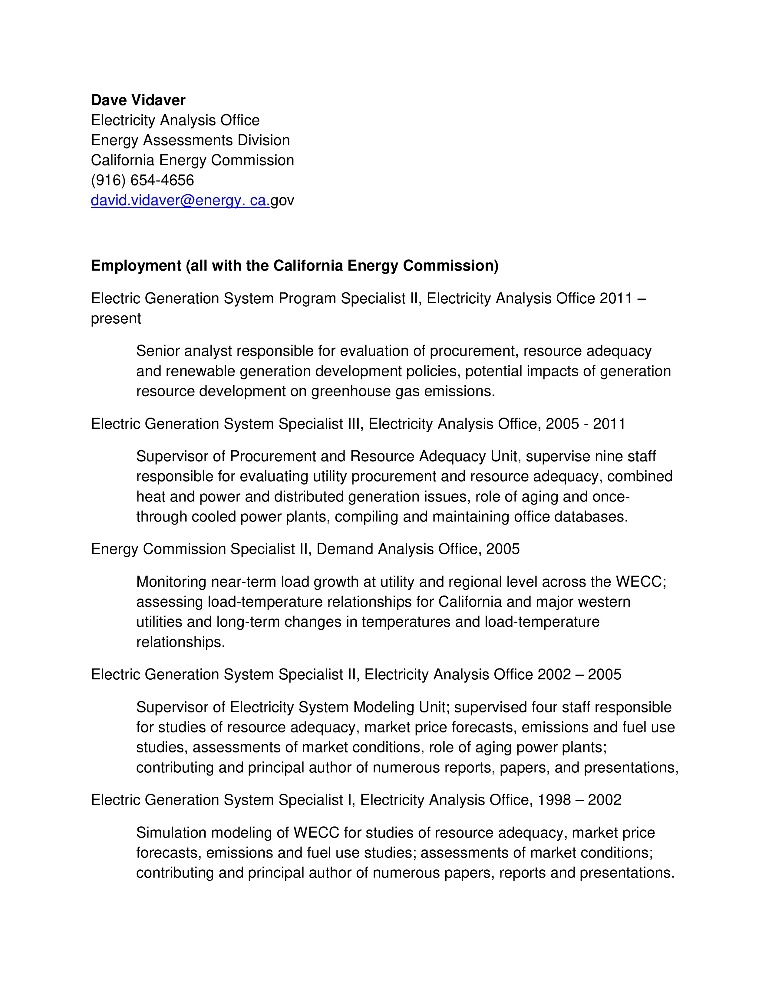 Dave Vidaver
Electricity Analysis Office
Energy Assessments Division
California Energy Commission
(916) 654-4656
david.vidaver@energy. ca.gov
Employment (all with the California Energy Commission)
Electric Generation System Program Specialist II, Electricity Analysis Office 2011 –
present
Senior analyst responsible for evaluation of procurement, resource adequacy
and renewable generation development policies, potential impacts of generation
resource development on greenhouse gas emissions.
Electric Generation System Specialist III, Electricity Analysis Office, 2005 - 2011
Supervisor of Procurement and Resource Adequacy Unit, supervise nine staff
responsible for evaluating utility procurement and resource adequacy, combined
heat and power and distributed generation issues, role of aging and once-
through cooled power plants, compiling and maintaining office databases.
Energy Commission Specialist II, Demand Analysis Office, 2005
Monitoring near-term load growth at utility and regional level across the WECC;
assessing load-temperature relationships for California and major western
utilities and long-term changes in temperatures and load-temperature
relationships.
Electric Generation System Specialist II, Electricity Analysis Office 2002 – 2005
Supervisor of Electricity System Modeling Unit; supervised four staff responsible
for studies of resource adequacy, market price forecasts, emissions and fuel use
studies, assessments of market conditions, role of aging power plants;
contributing and principal author of numerous reports, papers, and presentations,
Electric Generation System Specialist I, Electricity Analysis Office, 1998 – 2002
Simulation modeling of WECC for studies of resource adequacy, market price
forecasts, emissions and fuel use studies; assessments of market conditions;
contributing and principal author of numerous papers, reports and presentations.